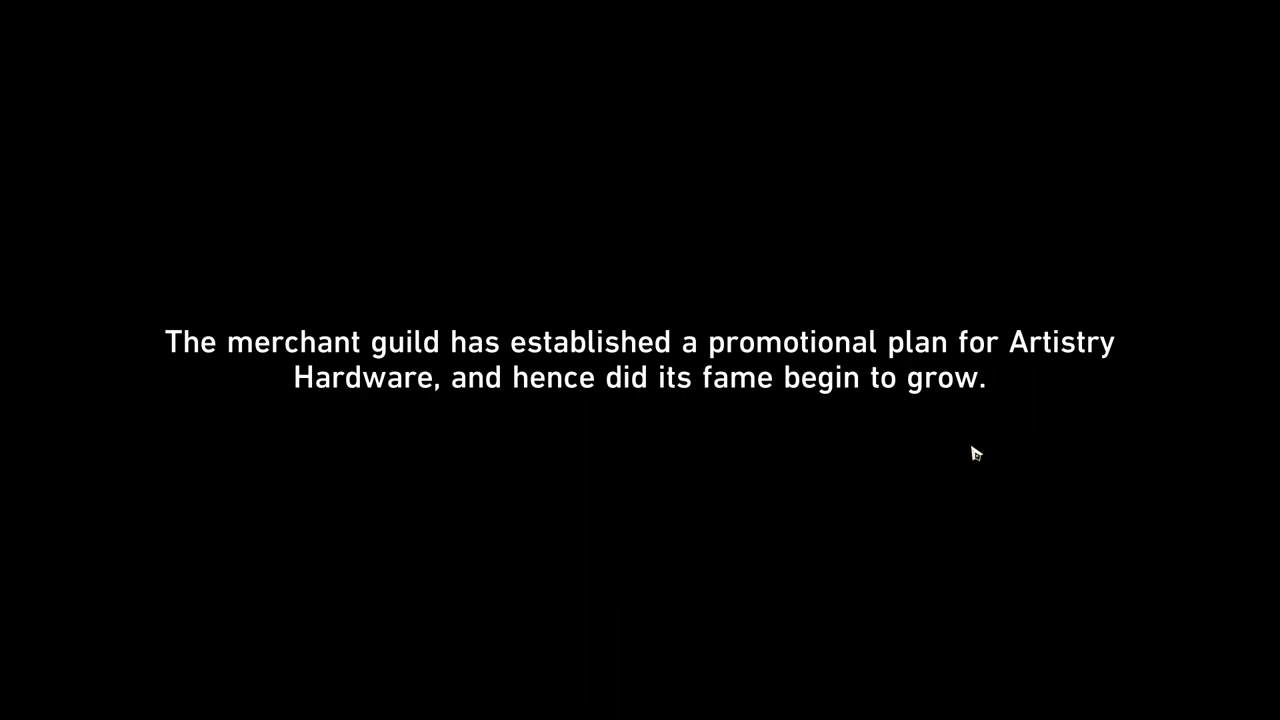 The merchant guild has established a promotional plan for Artistry
Hardware, and hence did its fame begin to grow.